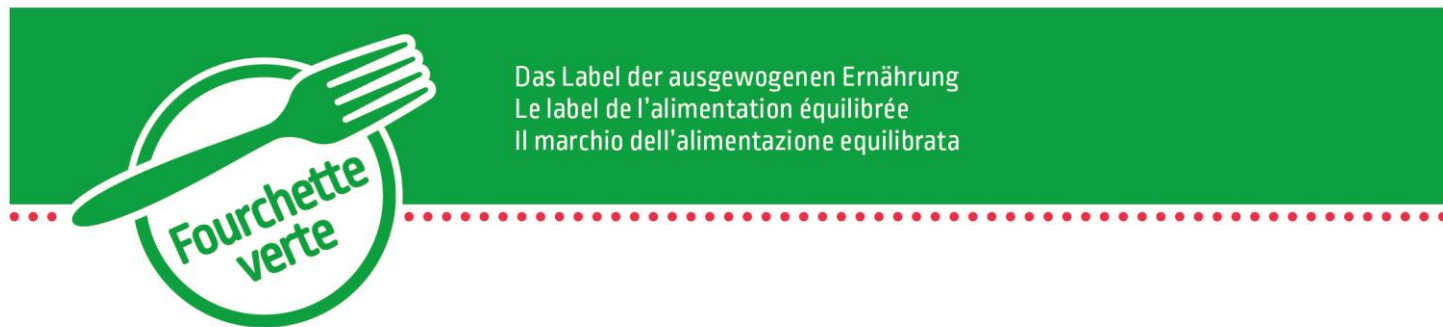 Das Label der ausgewogenen Ernährung
Le label de l'alimentation équilibrée
Il marchio dell'alimentazione equilibrata
Fourchette
verte